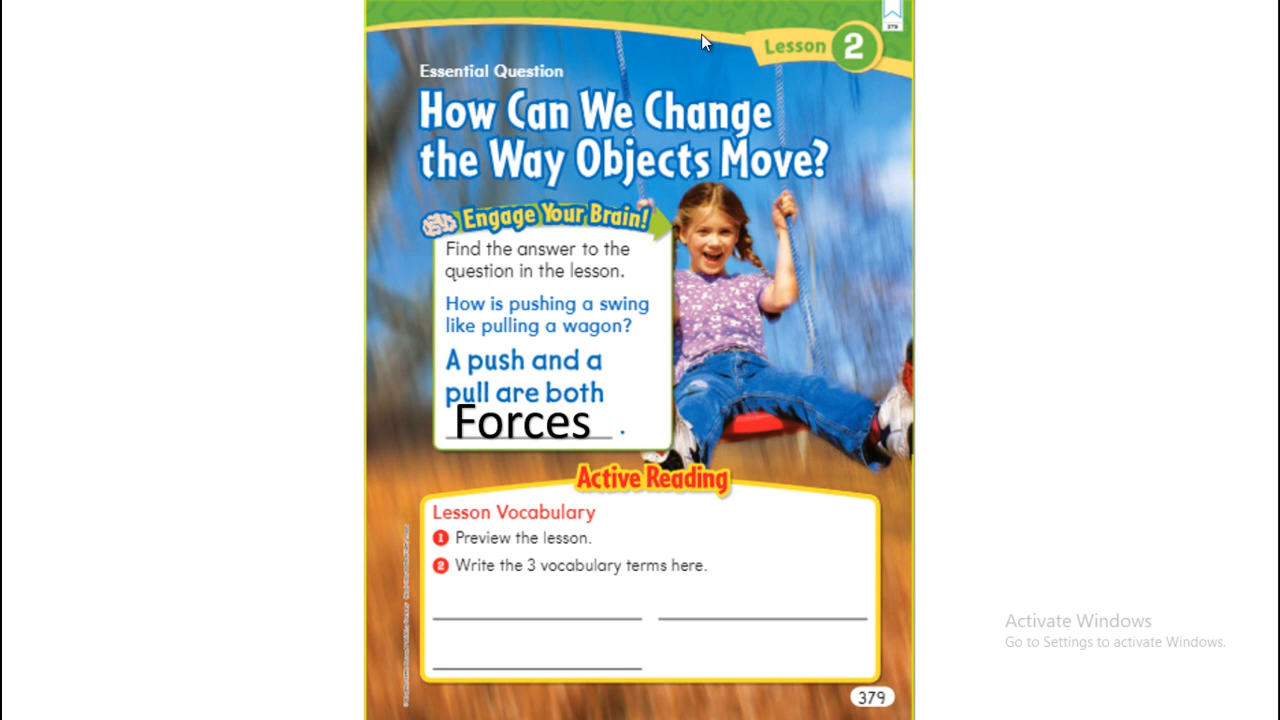 379
Lesson 2
Essential Question
How Can We Change
the Way Objects Move?
Engage Your Brain!
Find the answer to the
question in the lesson.
How is pushing a swing
like pulling a wagon?
A push and a
pull are both
Forces .
Active Reading
Lesson Vocabulary
1 Preview the lesson.
2 Write the 3 vocabulary terms here.
379
Activate Windows
Go to Settings to activate Windows.